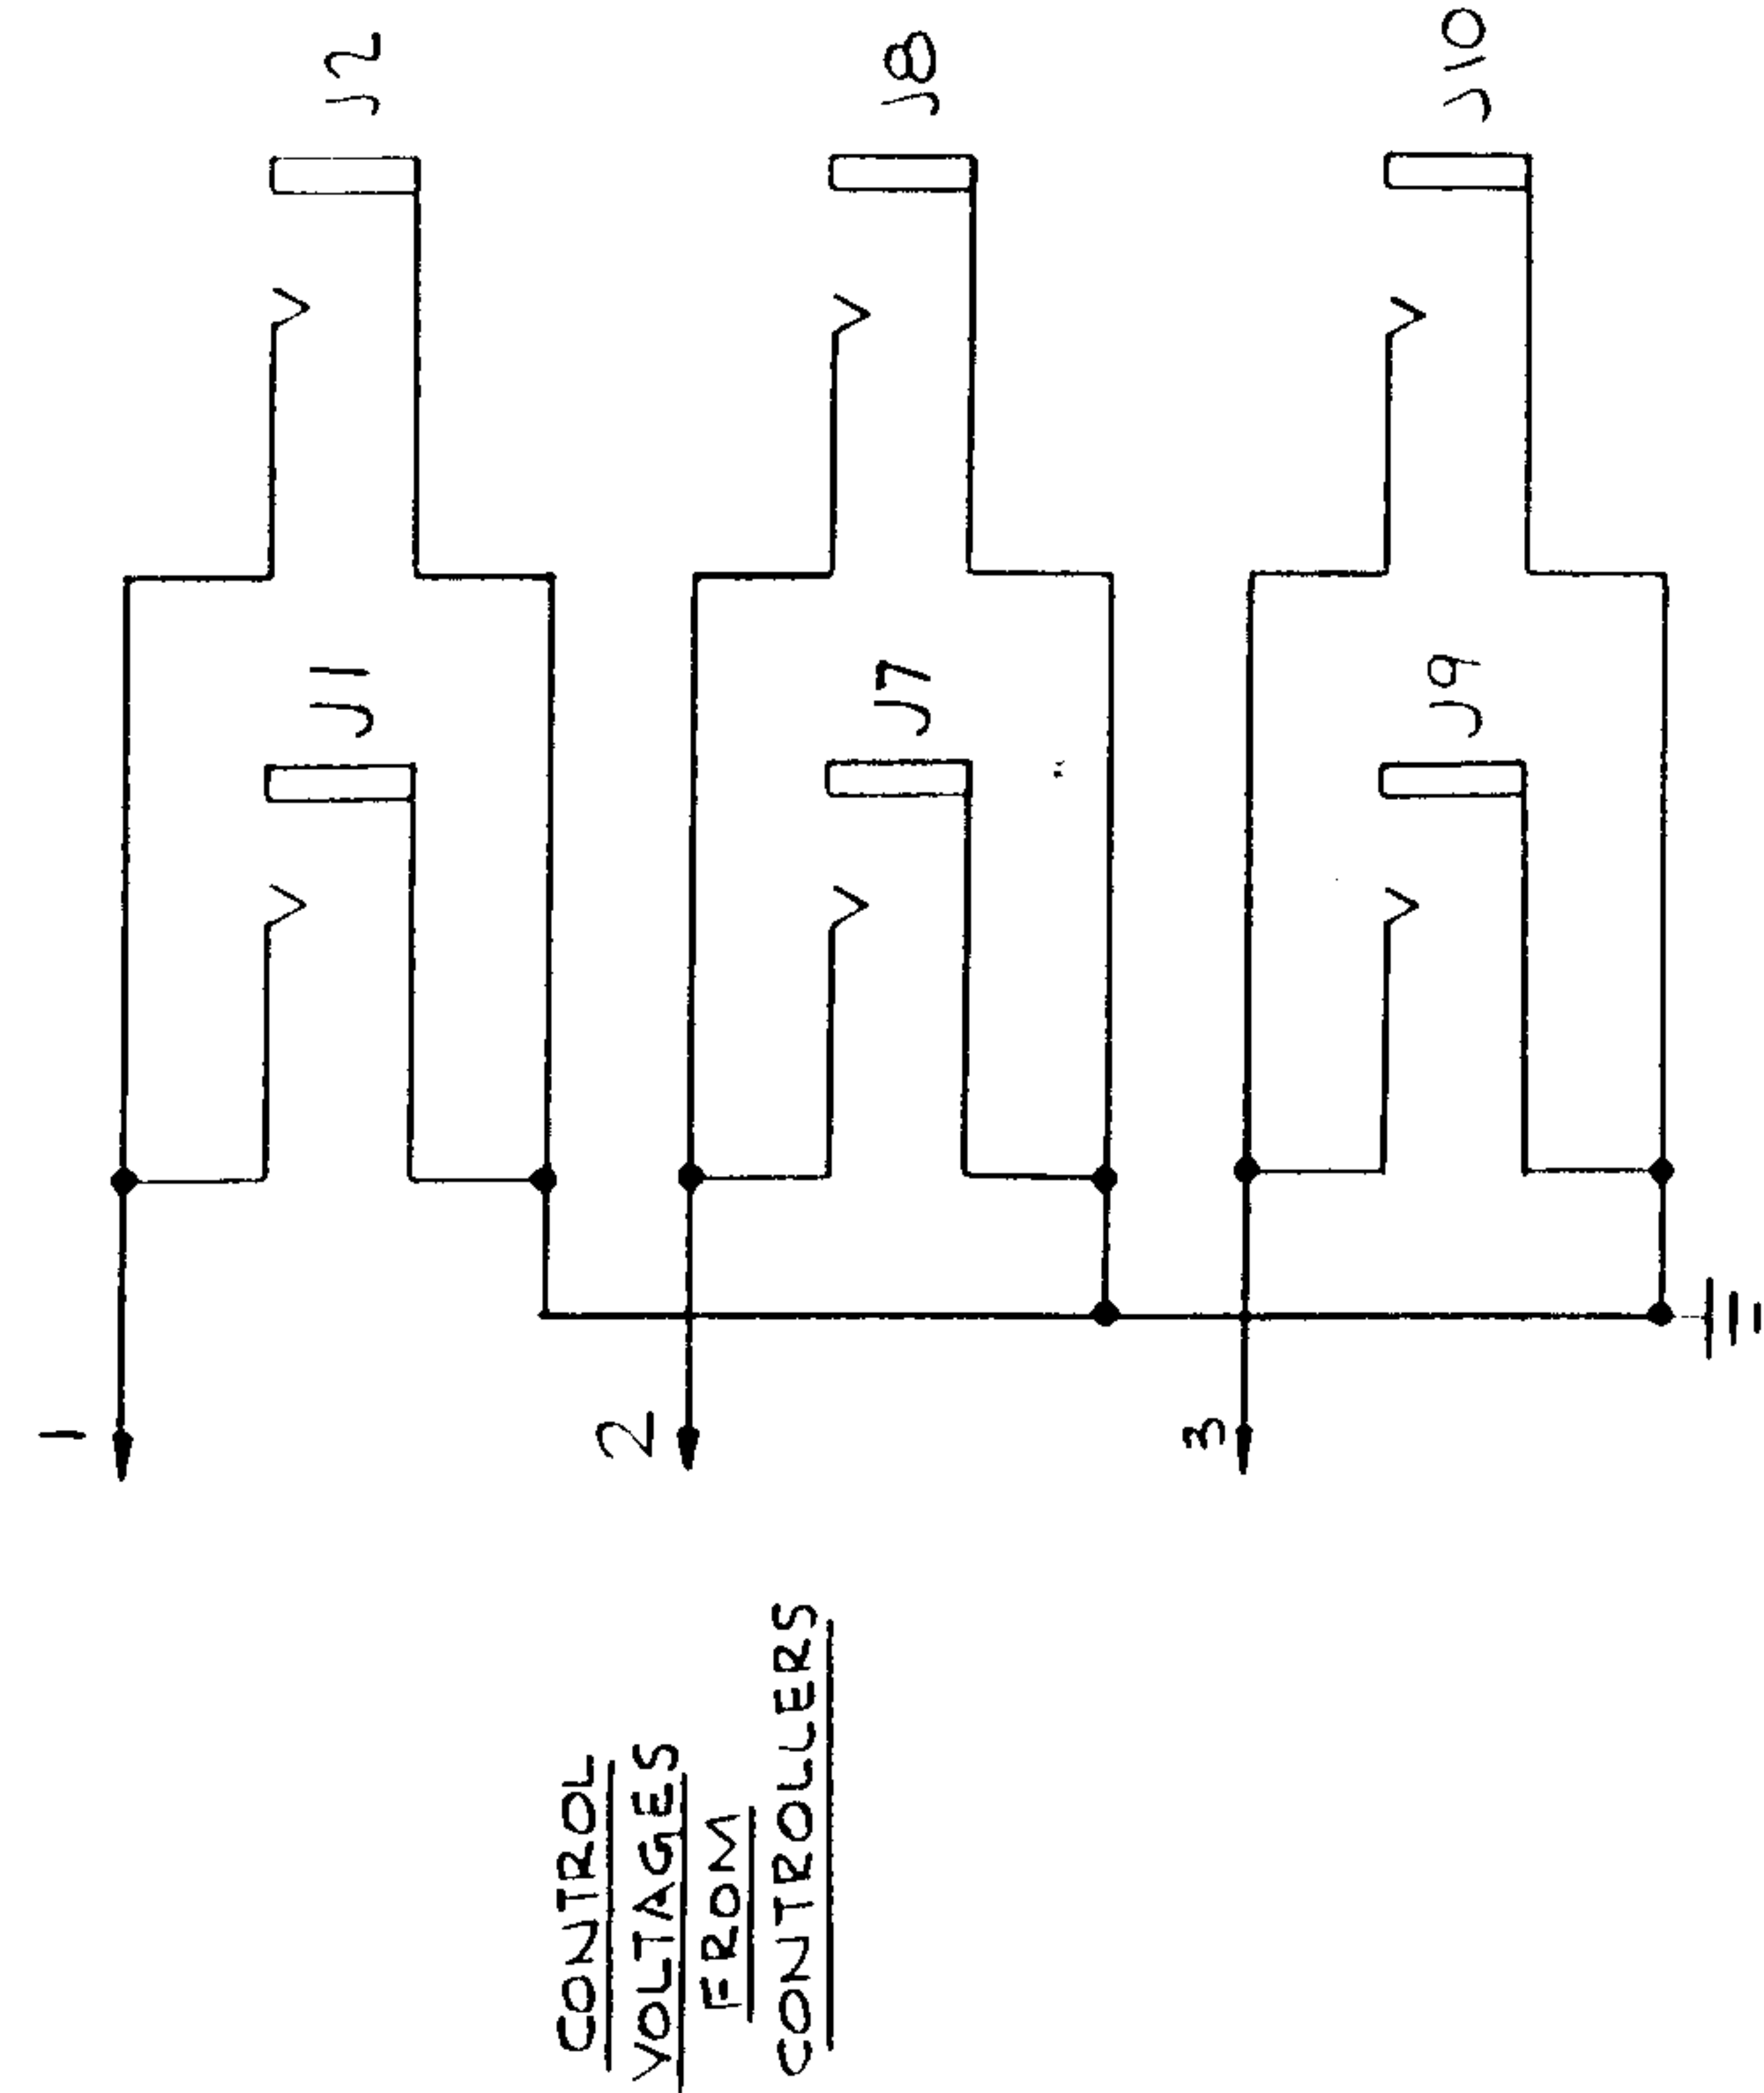 CONTROL
VOLTAGES
FROM
CONTROLLERS
1
J1
J2
2
J7
J8
3
J9
J10